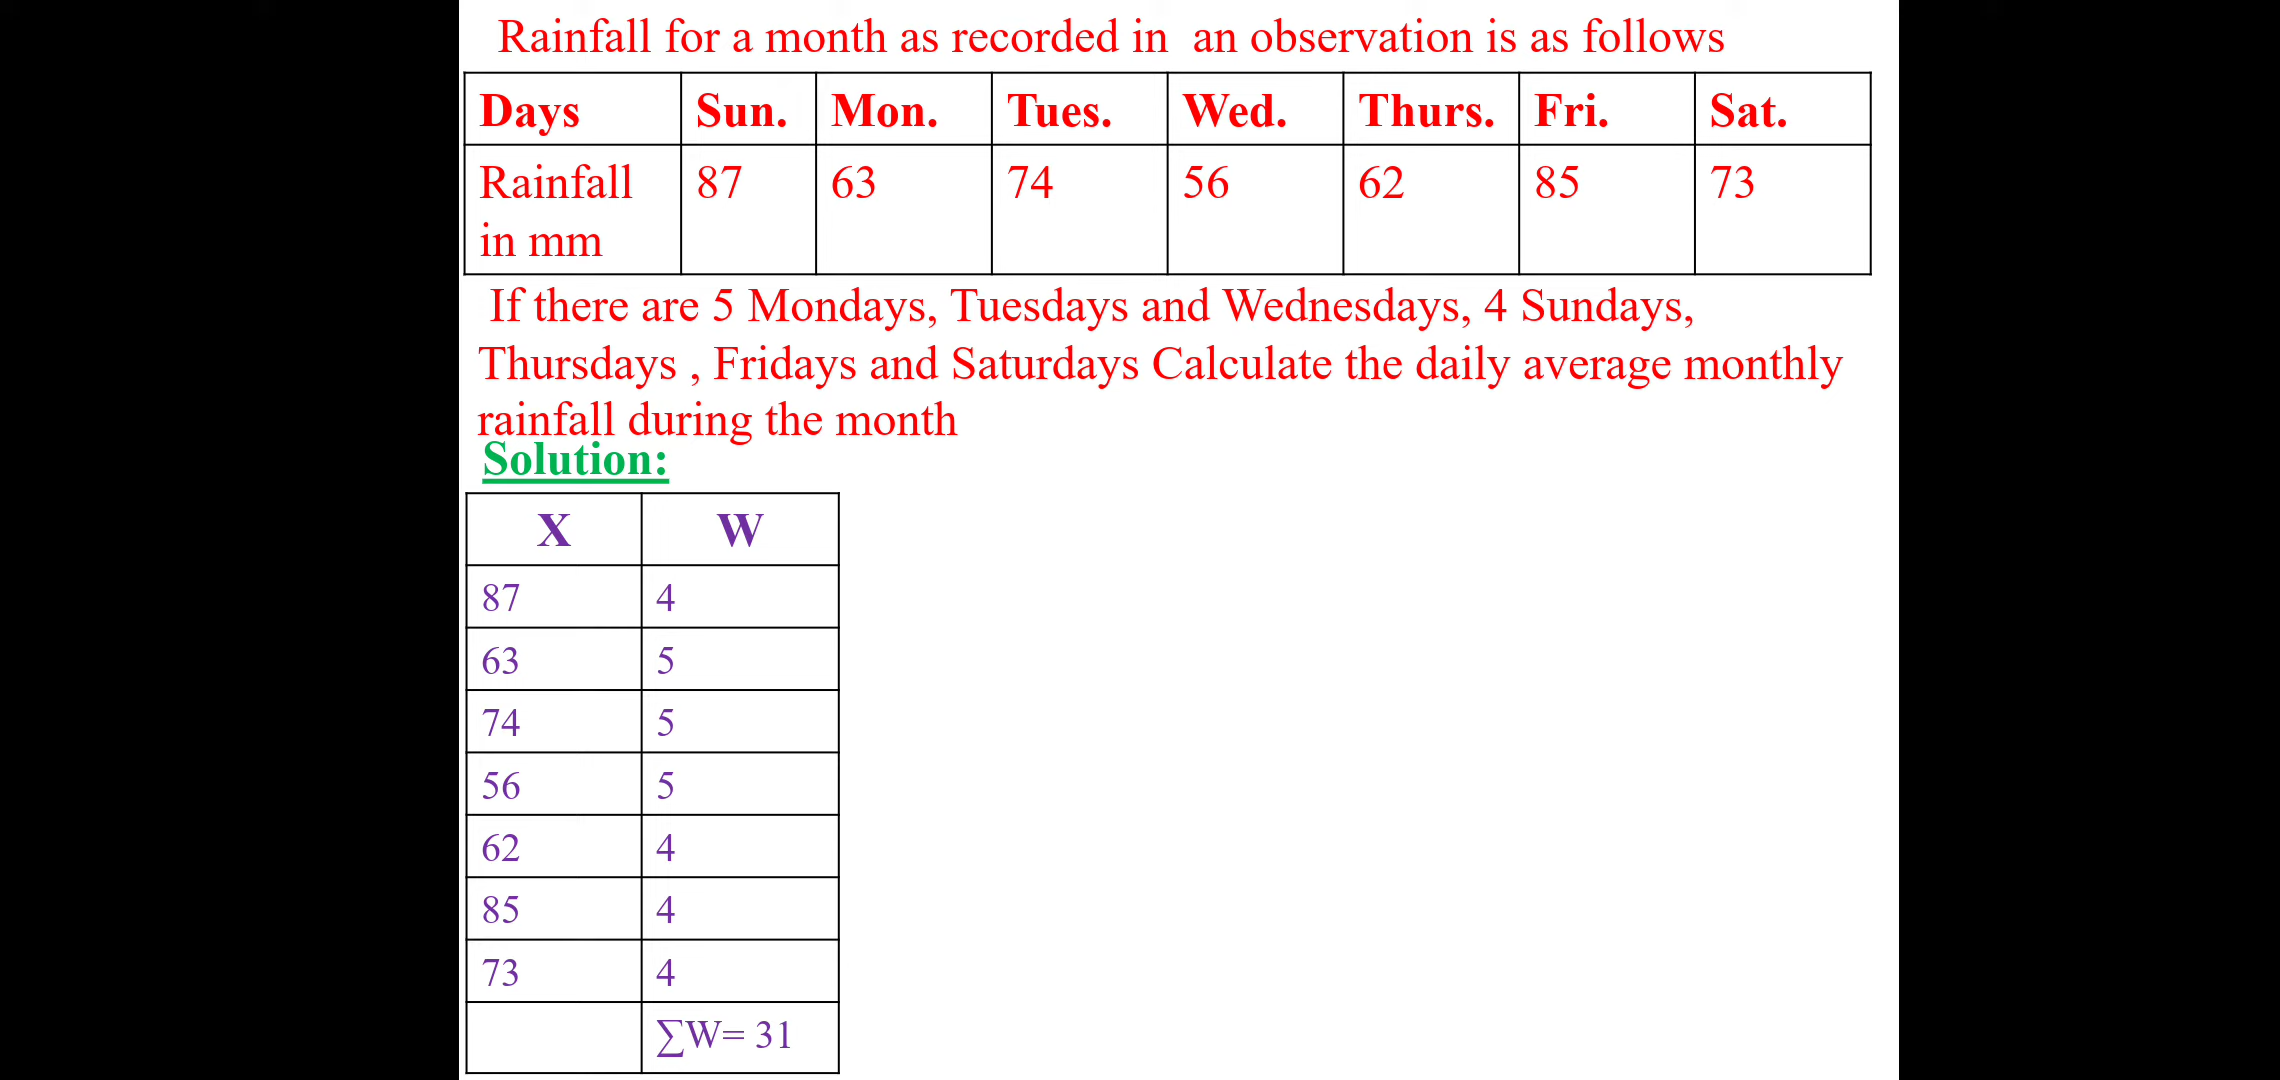 Rainfall for a month as recorded in  an observation is as follows
Days Sun. Mon. Tues. Wed. Thurs. Fri. Sat.
Rainfall 87 63 74 56 62 85 73
in mm
If there are 5 Mondays, Tuesdays and Wednesdays, 4 Sundays,
Thursdays , Fridays and Saturdays Calculate the daily average monthly
rainfall during the month
Solution:
X W
87 4
63 5
74 5
56 5
62 4
85 4
73 4
∑W= 31